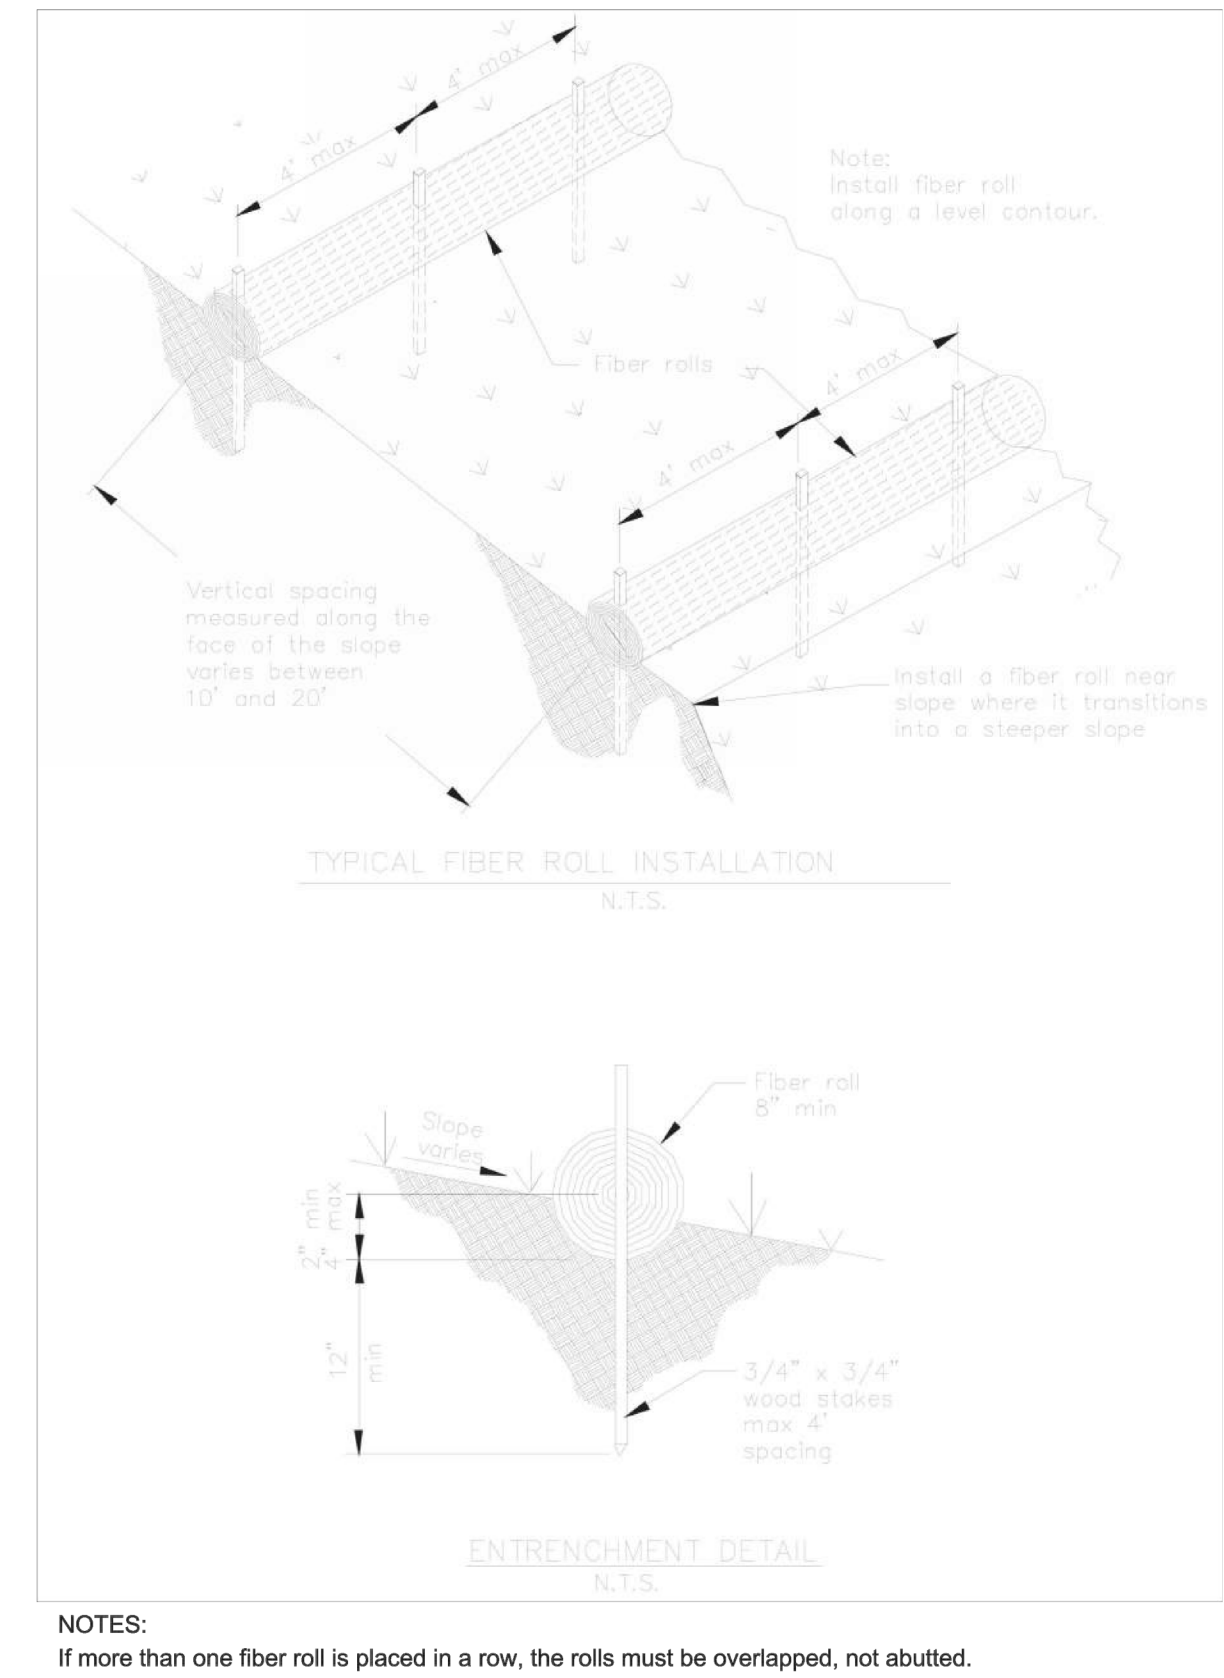 4' max
4' max
Note:
Install fiber roll
along a level contour.
Fiber rolls
4' max
4' max
Vertical spacing
measured along the
face of the slope
varies between
10' and 20'
Install a fiber roll near
slope where it transitions
into a steeper slope
TYPICAL FIBER ROLL INSTALLATION
N.T.S.
Fiber roll
8" min
Slope
varies
2" min
4" max
12"
min
3/4" x 3/4"
wood stakes
max 4'
spacing
ENTRENCHMENT DETAIL
N.T.S.
NOTES:
If more than one fiber roll is placed in a row, the rolls must be overlapped, not abutted.